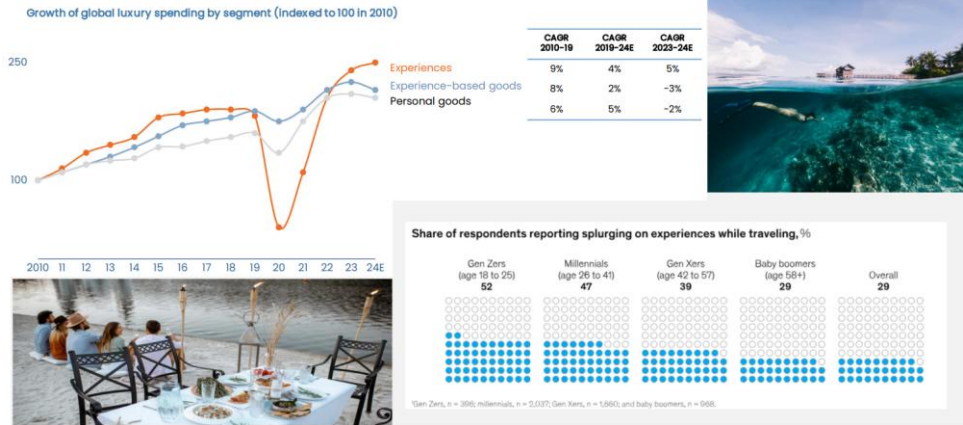 Growth of global luxury spending by segment (Indexed to 100 in 2010)
250
100
Experiences
Experience-based goods
Personal goods
2010 11 12 13 14 15 16 17 18 19 20 21 22 23 24E
CAGR 2010-19 CAGR 2019-24E CAGR 2023-24E
9% 4% 5%
8% 2% -3%
6% 5% -2%
Share of respondents reporting splurging on experiences while traveling, %
Gen Zers
(age 18 to 25)
52
Millennials
(age 26 to 41)
47
Gen Xers
(age 42 to 57)
39
Baby boomers
(age 58+)
29
Overall
29
¹Gen Zers, n = 398; millennials, n = 2,037; Gen Xers, n = 1,660; and baby boomers, n = 968.